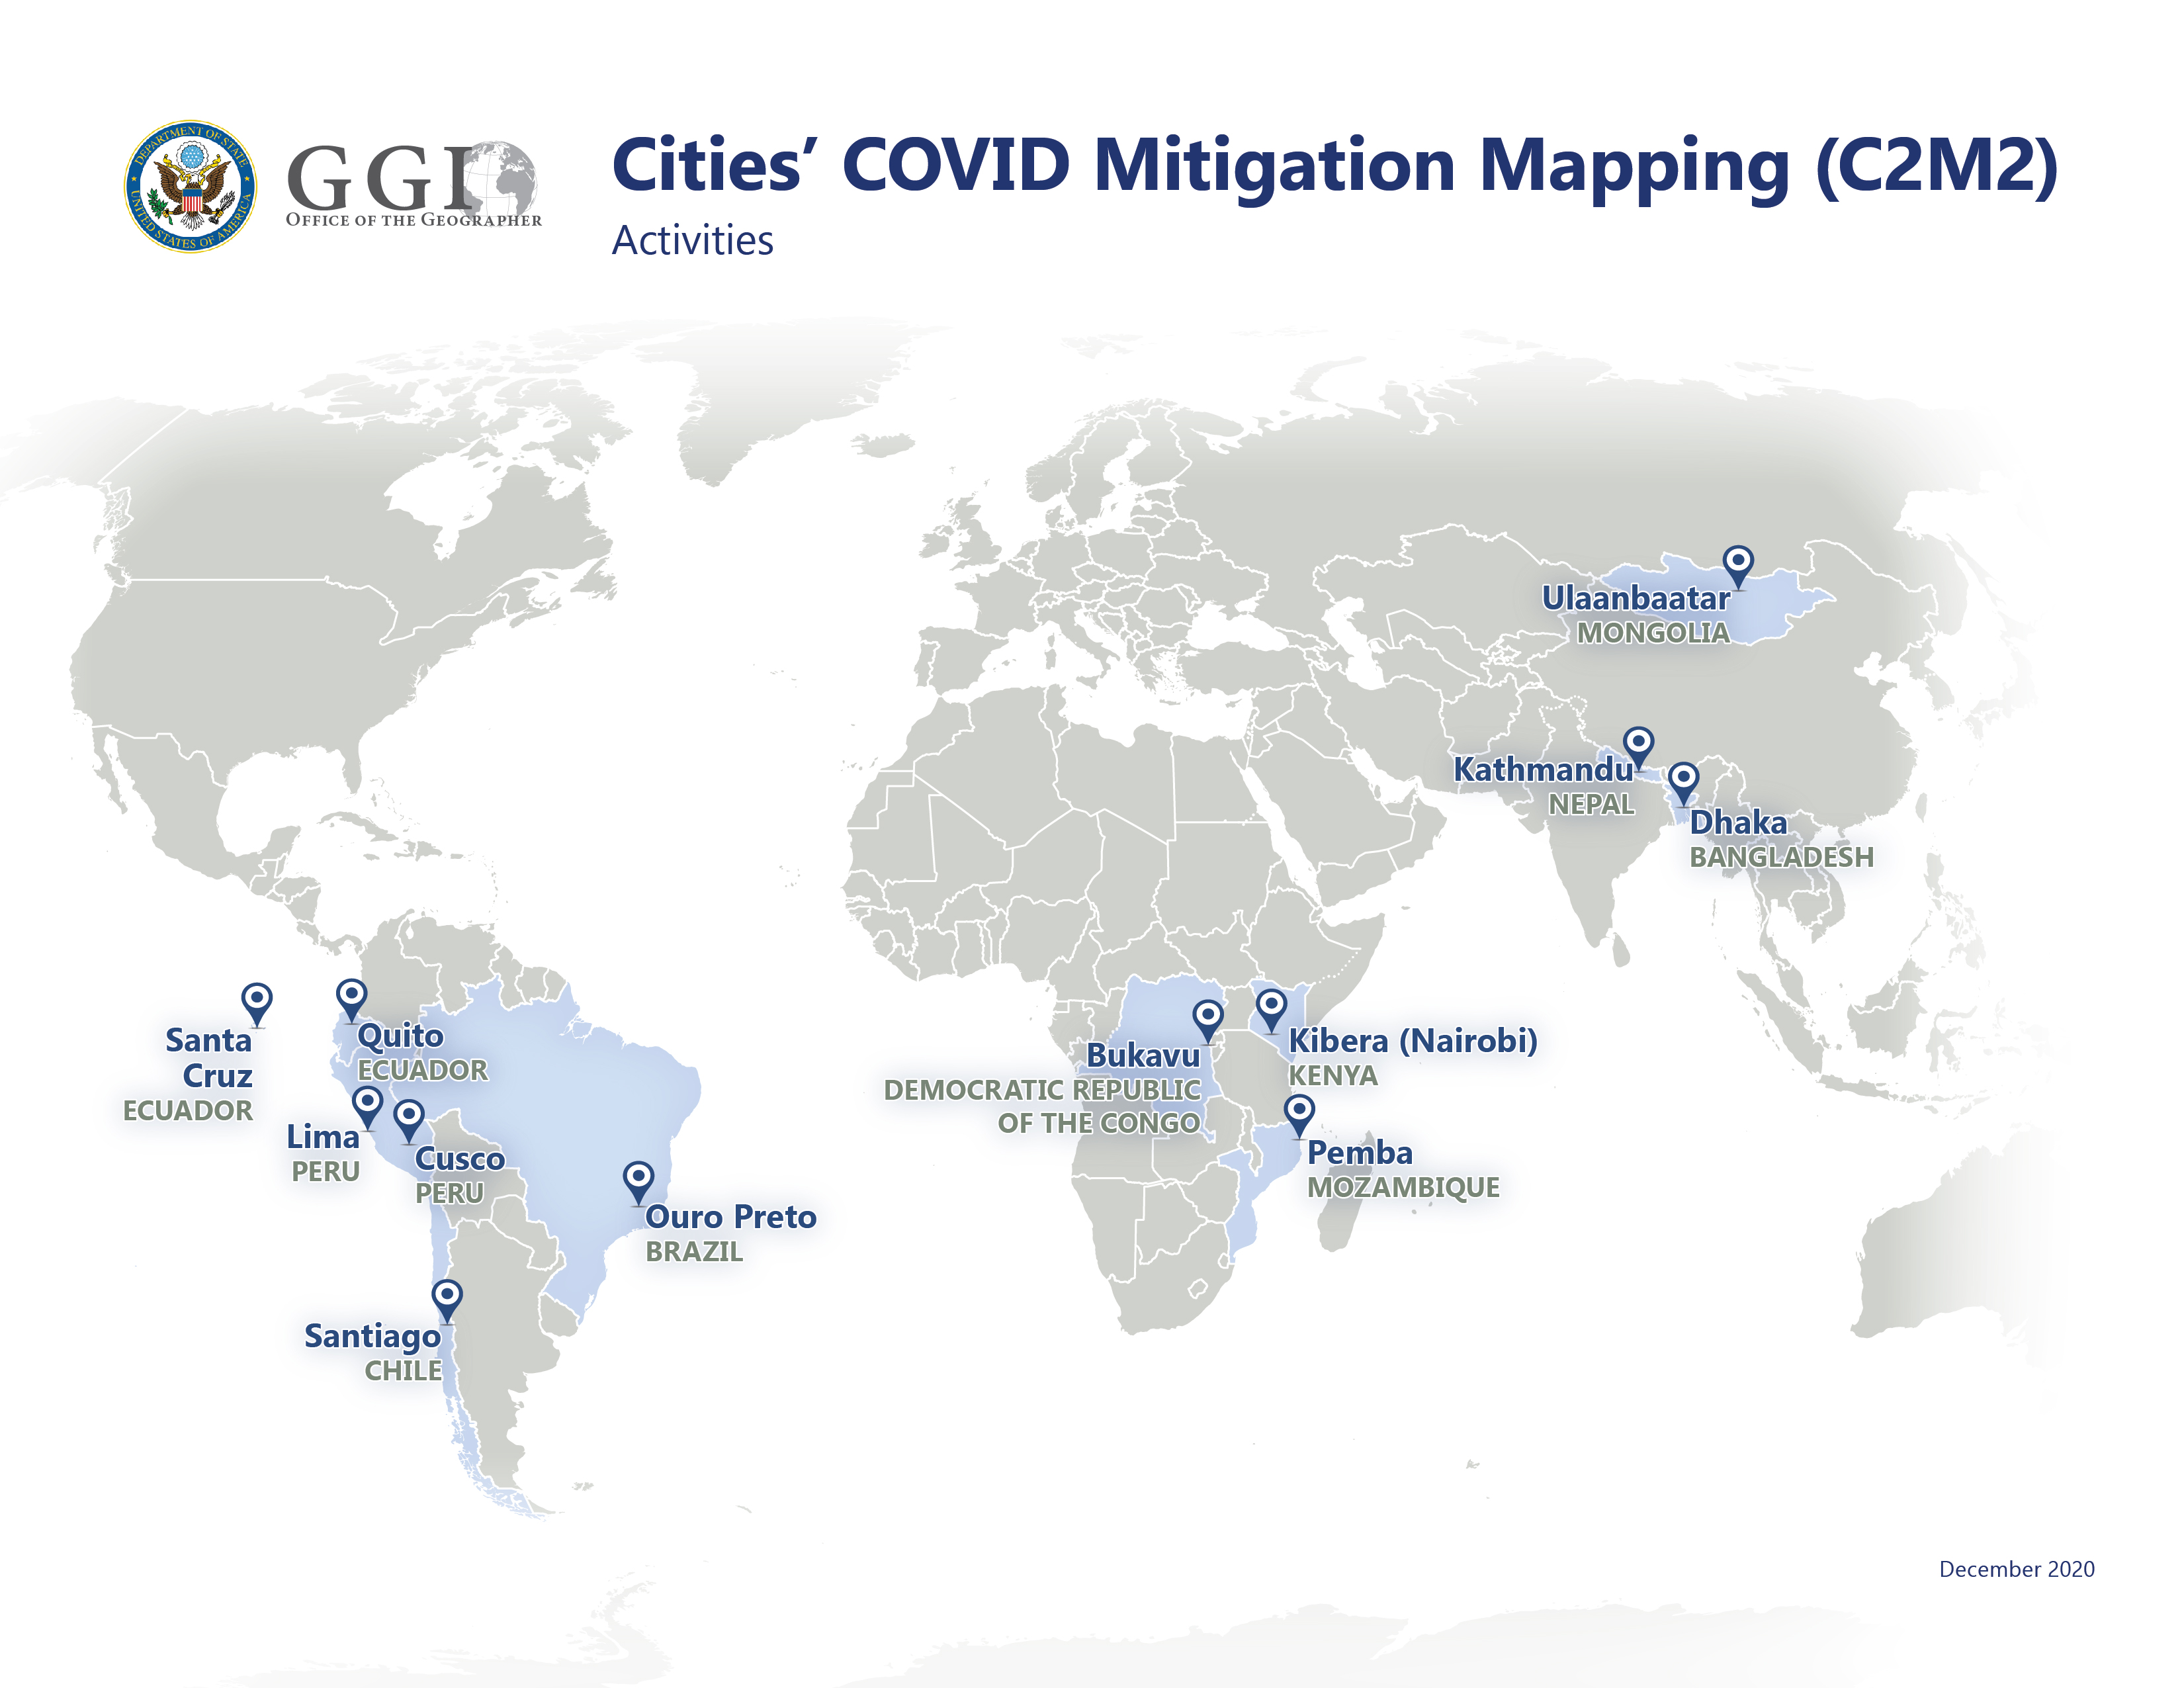 DEPARTMENT OF STATE
UNITED STATES OF AMERICA
GGI
OFFICE OF THE GEOGRAPHER
Cities’ COVID Mitigation Mapping (C2M2)
Activities
Ulaanbaatar
MONGOLIA
Kathmandu
NEPAL
Dhaka
BANGLADESH
Santa
Cruz
ECUADOR
Quito
ECUADOR
Lima
PERU
Cusco
PERU
Ouro Preto
BRAZIL
Santiago
CHILE
Bukavu
DEMOCRATIC REPUBLIC
OF THE CONGO
Kibera (Nairobi)
KENYA
Pemba
MOZAMBIQUE
December 2020